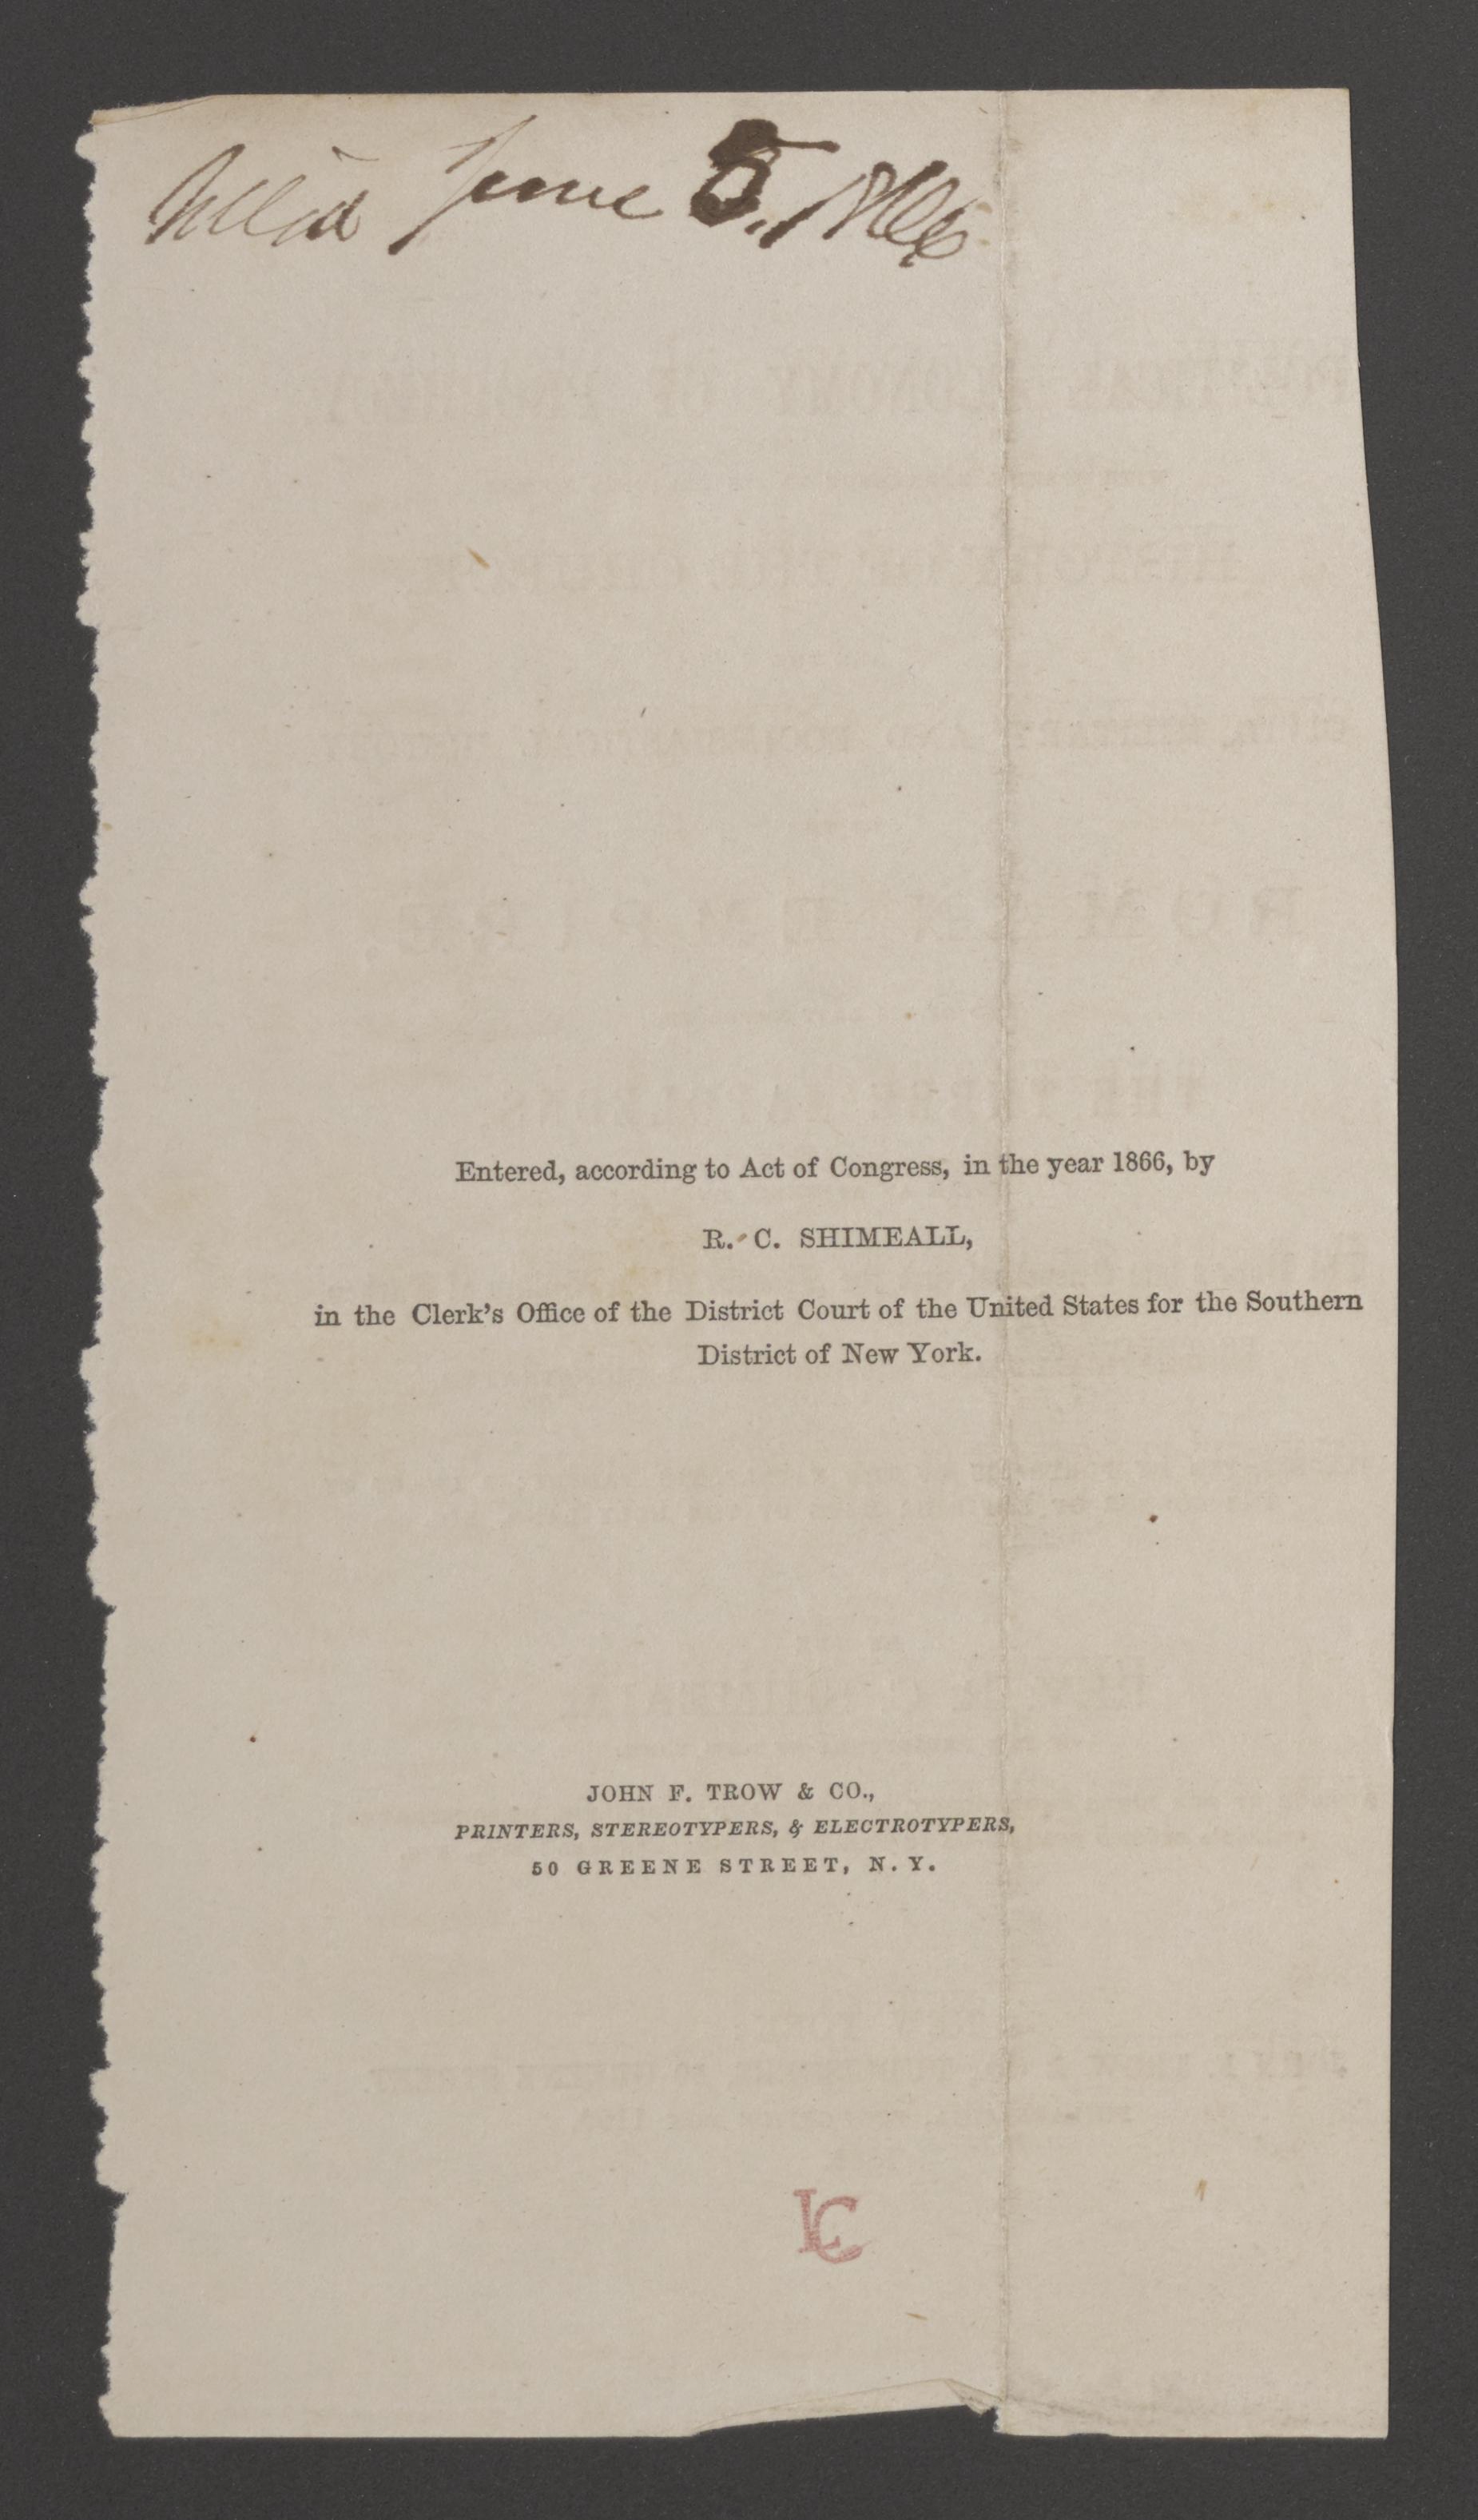 Filed June 5, 1866
Entered, according to Act of Congress, in the year 1866, by
R. C. SHIMEALL,
in the Clerk's Office of the District Court of the United States for the Southern
District of New York.
JOHN F. TROW & CO.,
PRINTERS, STEREOTYPERS, & ELECTROTYPERS,
50 GREENE STREET, N. Y.
LC